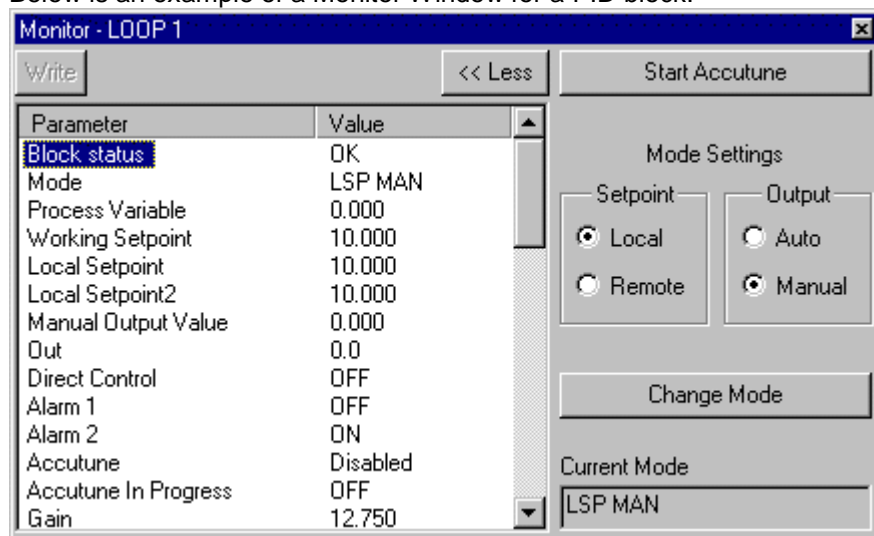 Below is an example of a Monitor Window for a PID block.
Monitor - LOOP 1
Write
<< Less
Start Accutune
Parameter Value
Block status OK
Mode LSP MAN
Process Variable 0.000
Working Setpoint 10.000
Local Setpoint 10.000
Local Setpoint2 10.000
Manual Output Value 0.000
Out 0.0
Direct Control OFF
Alarm 1 OFF
Alarm 2 ON
Accutune Disabled
Accutune In Progress OFF
Gain 12.750
Mode Settings
Setpoint
Local
Remote
Output
Auto
Manual
Change Mode
Current Mode
LSP MAN